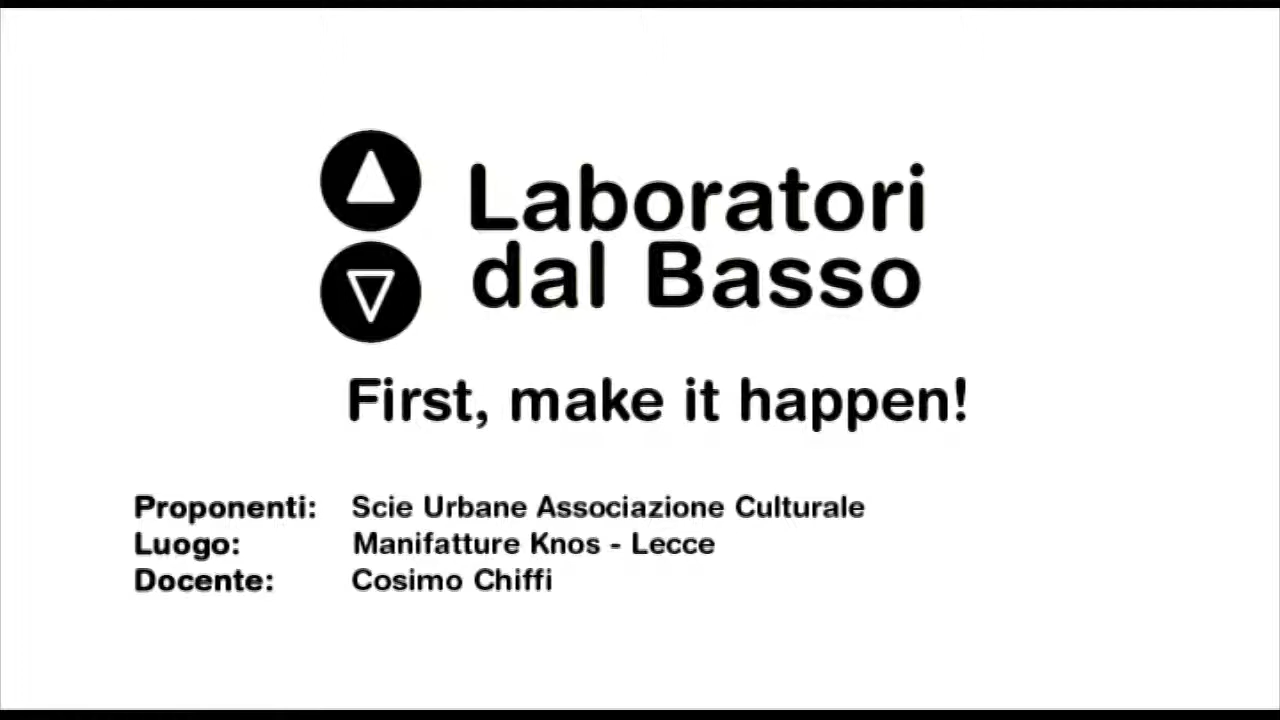 Laboratori
dal Basso
First, make it happen!
Proponenti: Scie Urbane Associazione Culturale
Luogo: Manifatture Knos - Lecce
Docente: Cosimo Chiffi